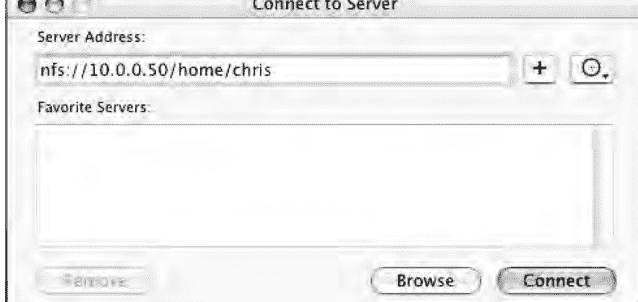 Connect to Server
Server Address:
nfs://10.0.0.50/home/chris
+
Favorite Servers:
Remove
Browse
Connect